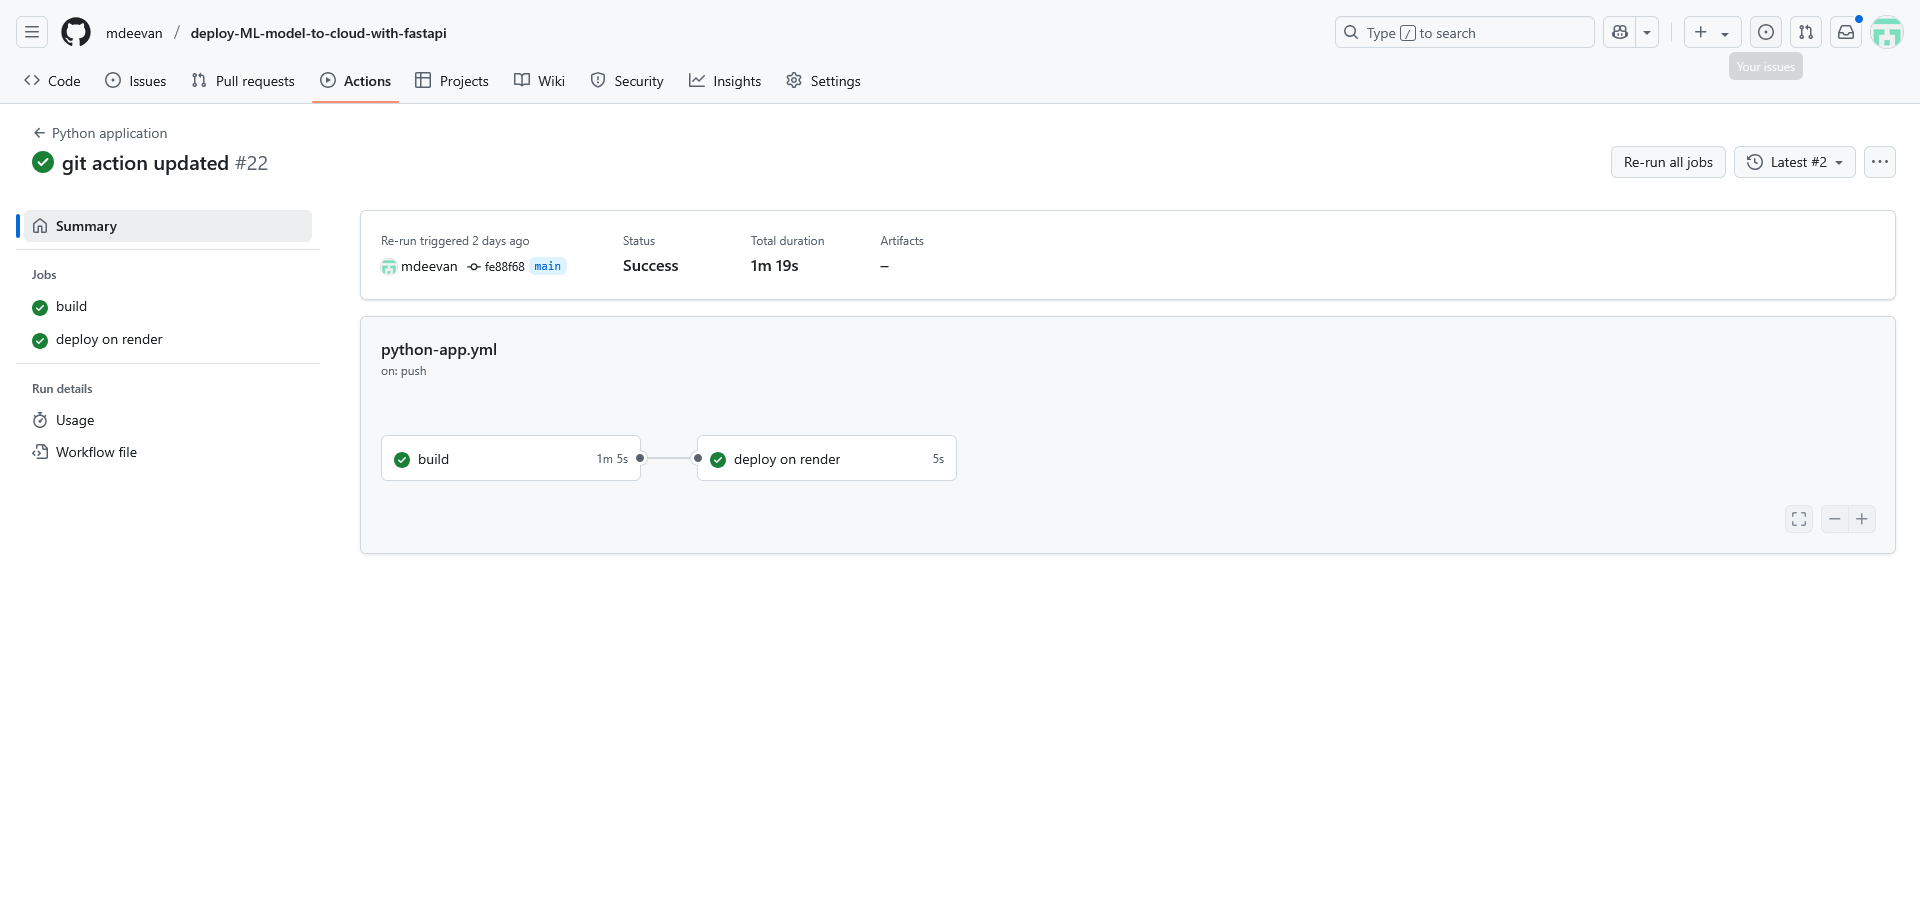 mdeevan / deploy-ML-model-to-cloud-with-fastapi
Type / to search
Your issues
Code Issues Pull requests Actions Projects Wiki Security Insights Settings
Python application
git action updated #22
Re-run all jobs
Latest #2
Summary
Jobs
build
deploy on render
Run details
Usage
Workflow file
Re-run triggered 2 days ago
mdeevan fe88f68 main
Status
Success
Total duration
1m 19s
Artifacts
–
python-app.yml
on: push
build 1m 5s
deploy on render 5s